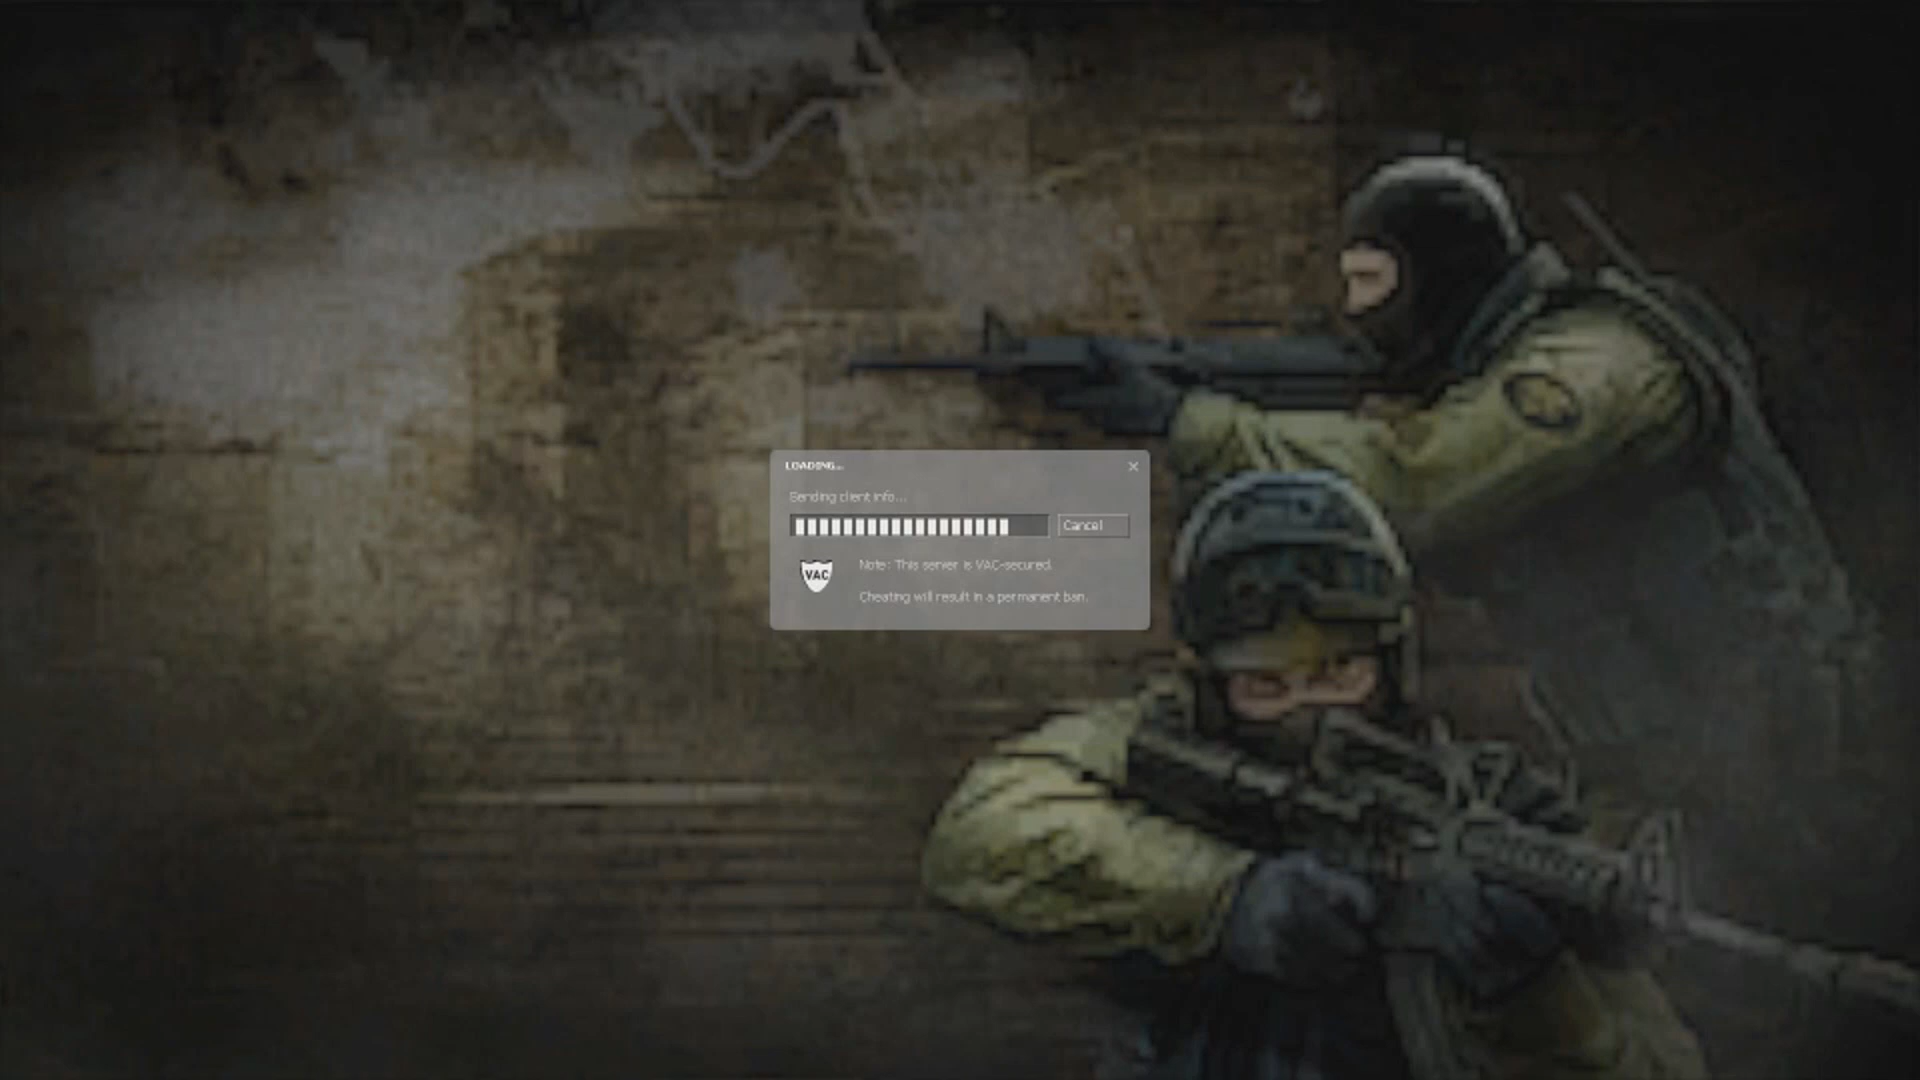 LOADING...
Sending client info...
Cancel
VAC
Note: This server is VAC-secured.
Cheating will result in a permanent ban.